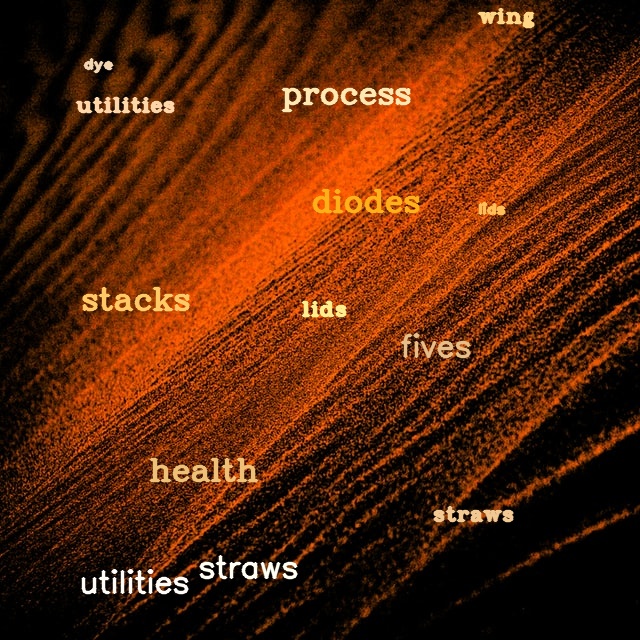 wing
dye
process
utilities
diodes
lids
stacks
lids
fives
health
straws
straws
utilities